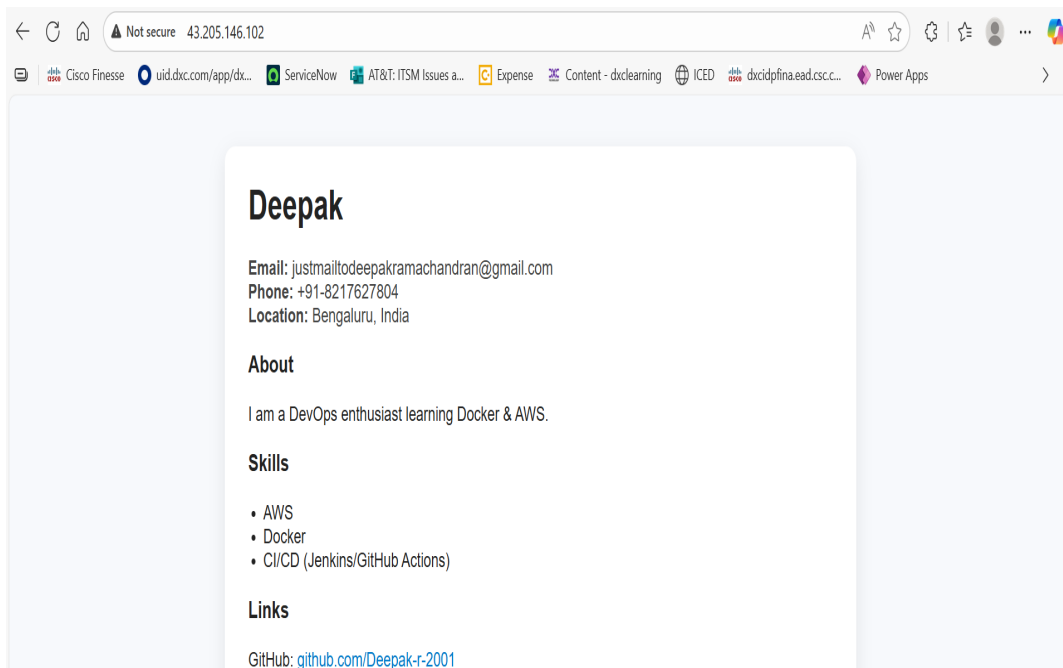 Not secure 43.205.146.102
Cisco Finesse uid.dxc.com/app/dx... ServiceNow AT&T: ITSM Issues a... Expense Content - dxclearning ICED dxcidpfina.ead.csc.c... Power Apps
Deepak
Email: justmailtodeepakramachandran@gmail.com
Phone: +91-8217627804
Location: Bengaluru, India
About
I am a DevOps enthusiast learning Docker & AWS.
Skills
• AWS
• Docker
• CI/CD (Jenkins/GitHub Actions)
Links
GitHub: github.com/Deepak-r-2001